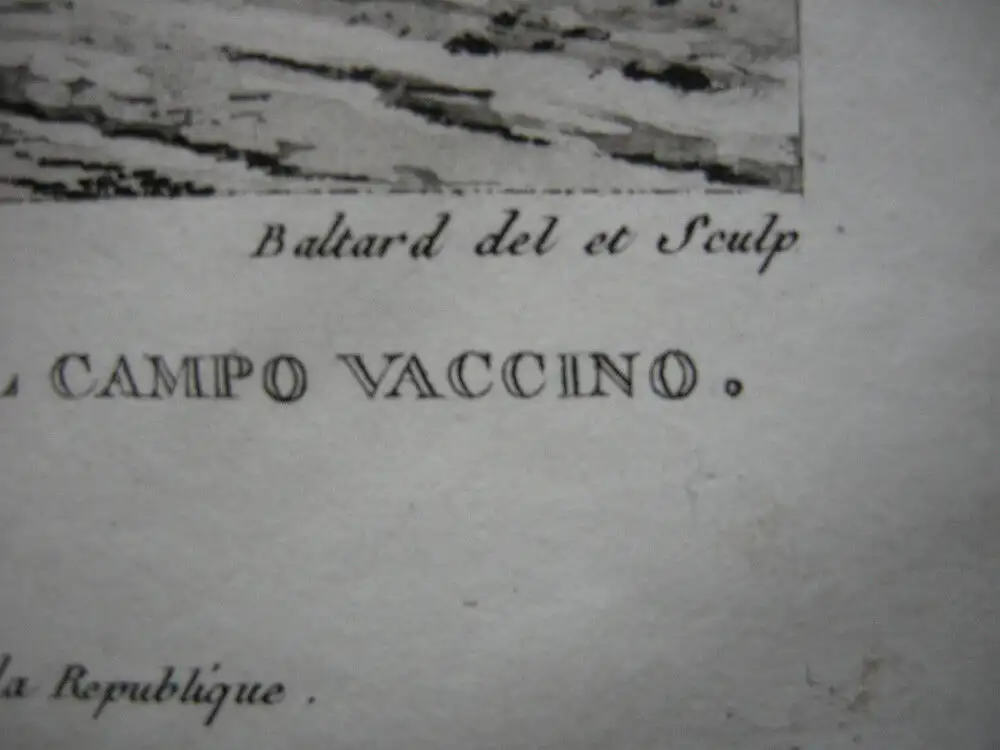 Baltard del et Sculp
CAMPO VACCINO.
la Republique.